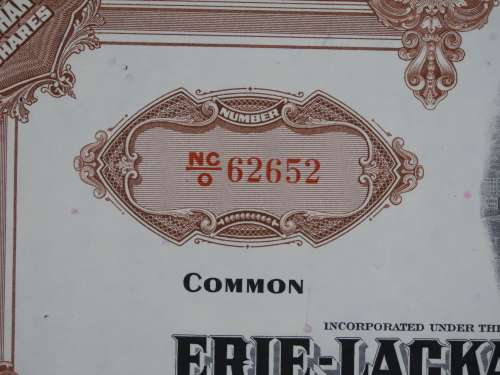 SHARES
NUMBER
NC/O 62652
COMMON
INCORPORATED UNDER THE
ERIE-LACKA